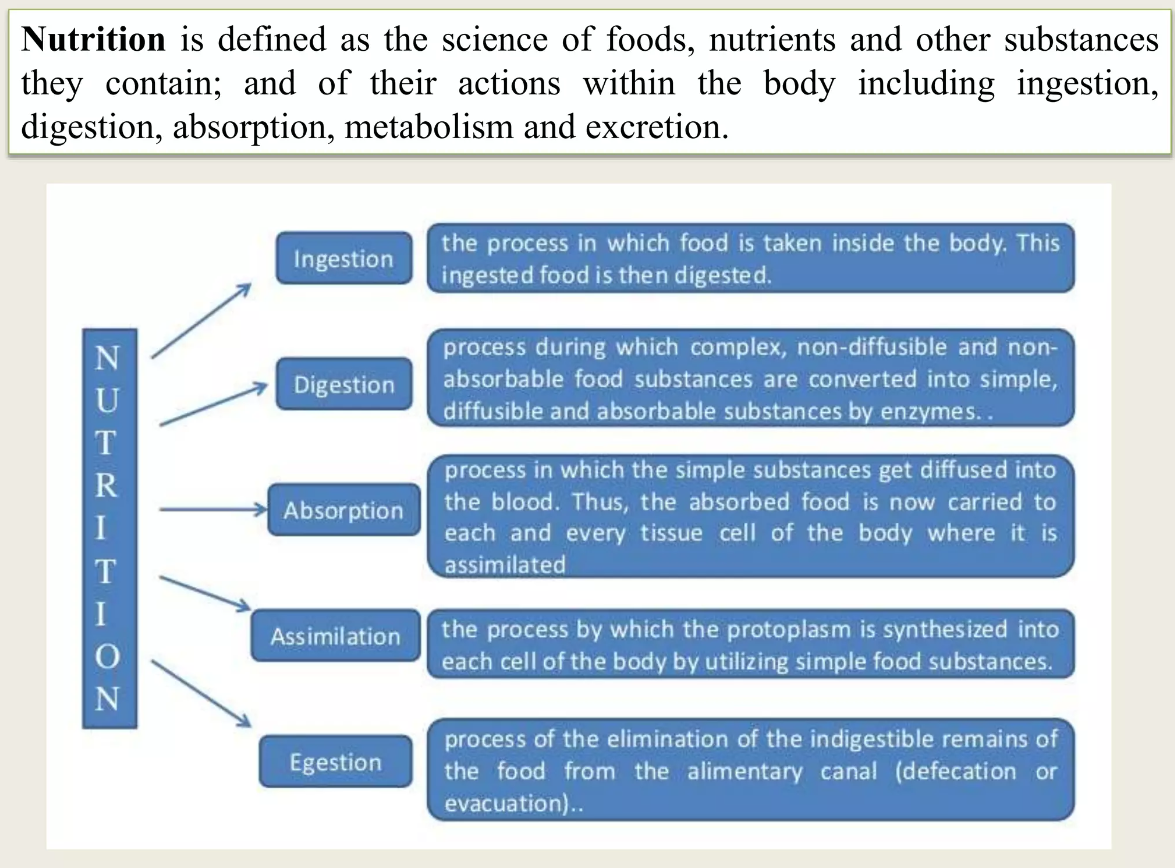 Nutrition is defined as the science of foods, nutrients and other substances
they contain; and of their actions within the body including ingestion,
digestion, absorption, metabolism and excretion.
NUTRITION
Ingestion
the process in which food is taken inside the body. This
ingested food is then digested.
Digestion
process during which complex, non-diffusible and non-
absorbable food substances are converted into simple,
diffusible and absorbable substances by enzymes. .
Absorption
process in which the simple substances get diffused into
the blood. Thus, the absorbed food is now carried to
each and every tissue cell of the body where it is
assimilated
Assimilation
the process by which the protoplasm is synthesized into
each cell of the body by utilizing simple food substances.
Egestion
process of the elimination of the indigestible remains of
the food from the alimentary canal (defecation or
evacuation)..